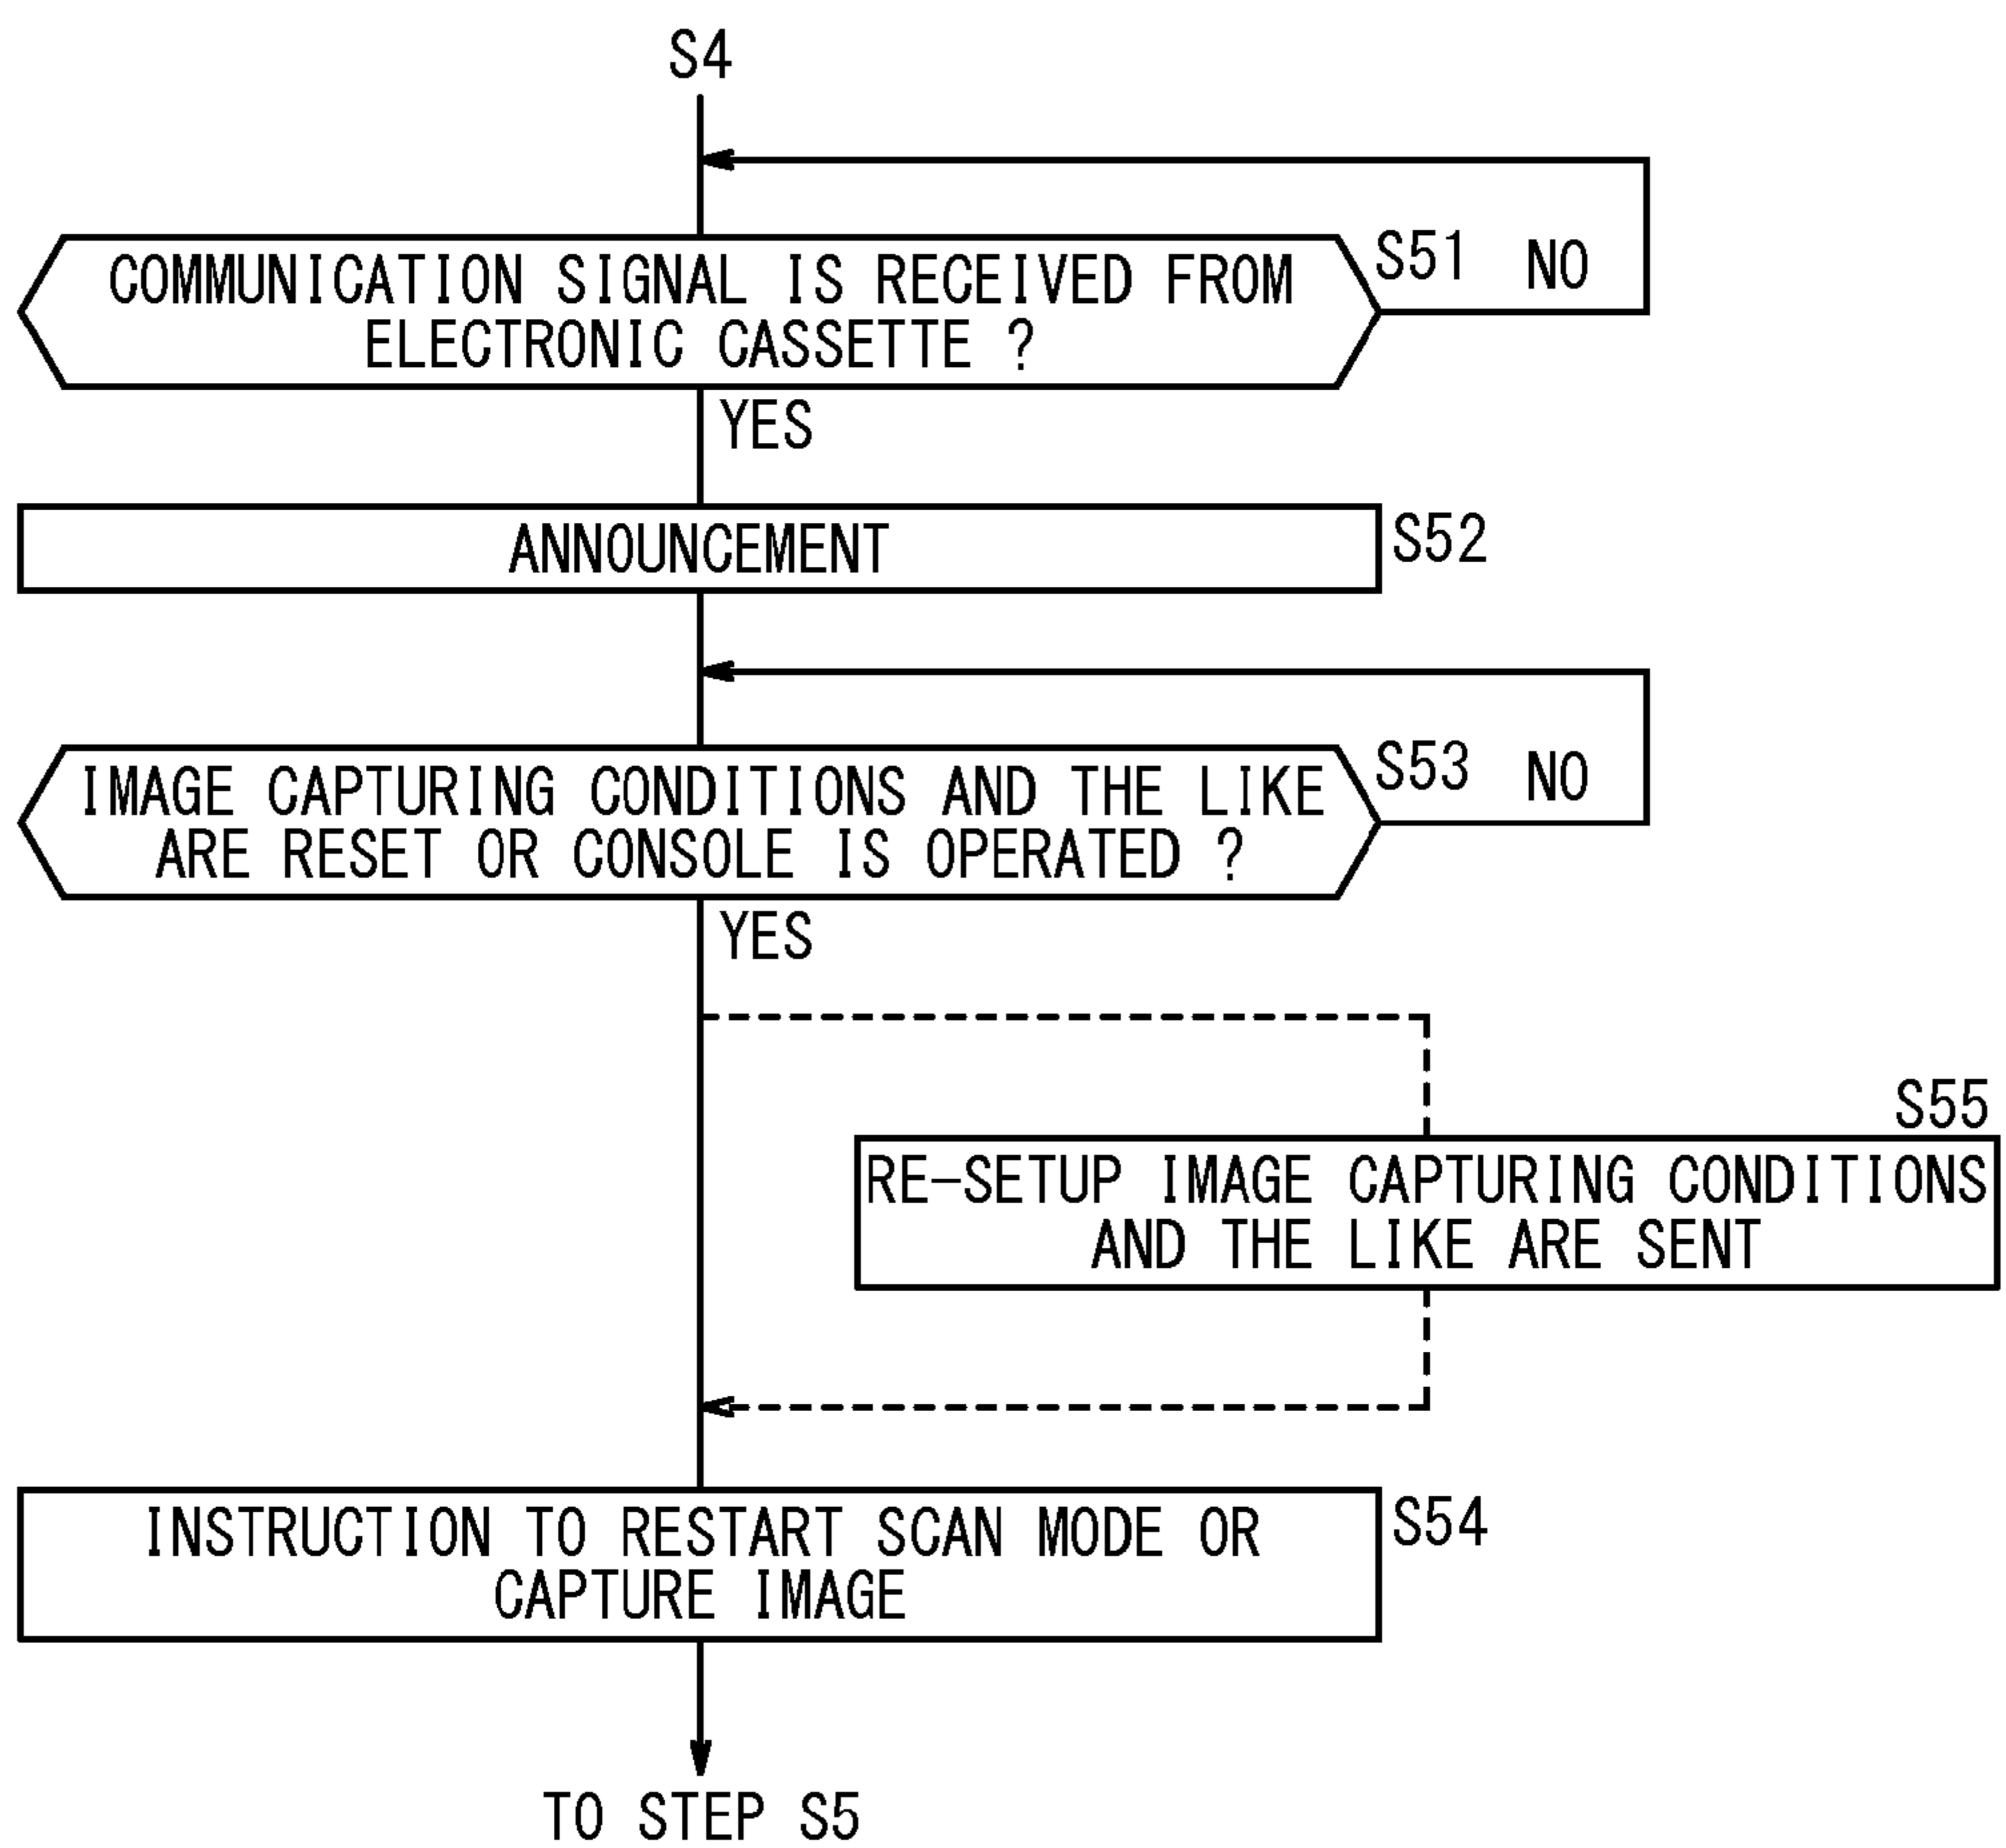 S4
COMMUNICATION SIGNAL IS RECEIVED FROM
ELECTRONIC CASSETTE ?
S51 NO
YES
ANNOUNCEMENT
S52
IMAGE CAPTURING CONDITIONS AND THE LIKE
ARE RESET OR CONSOLE IS OPERATED ?
S53 NO
YES
S55
RE-SETUP IMAGE CAPTURING CONDITIONS
AND THE LIKE ARE SENT
INSTRUCTION TO RESTART SCAN MODE OR
CAPTURE IMAGE
S54
TO STEP S5